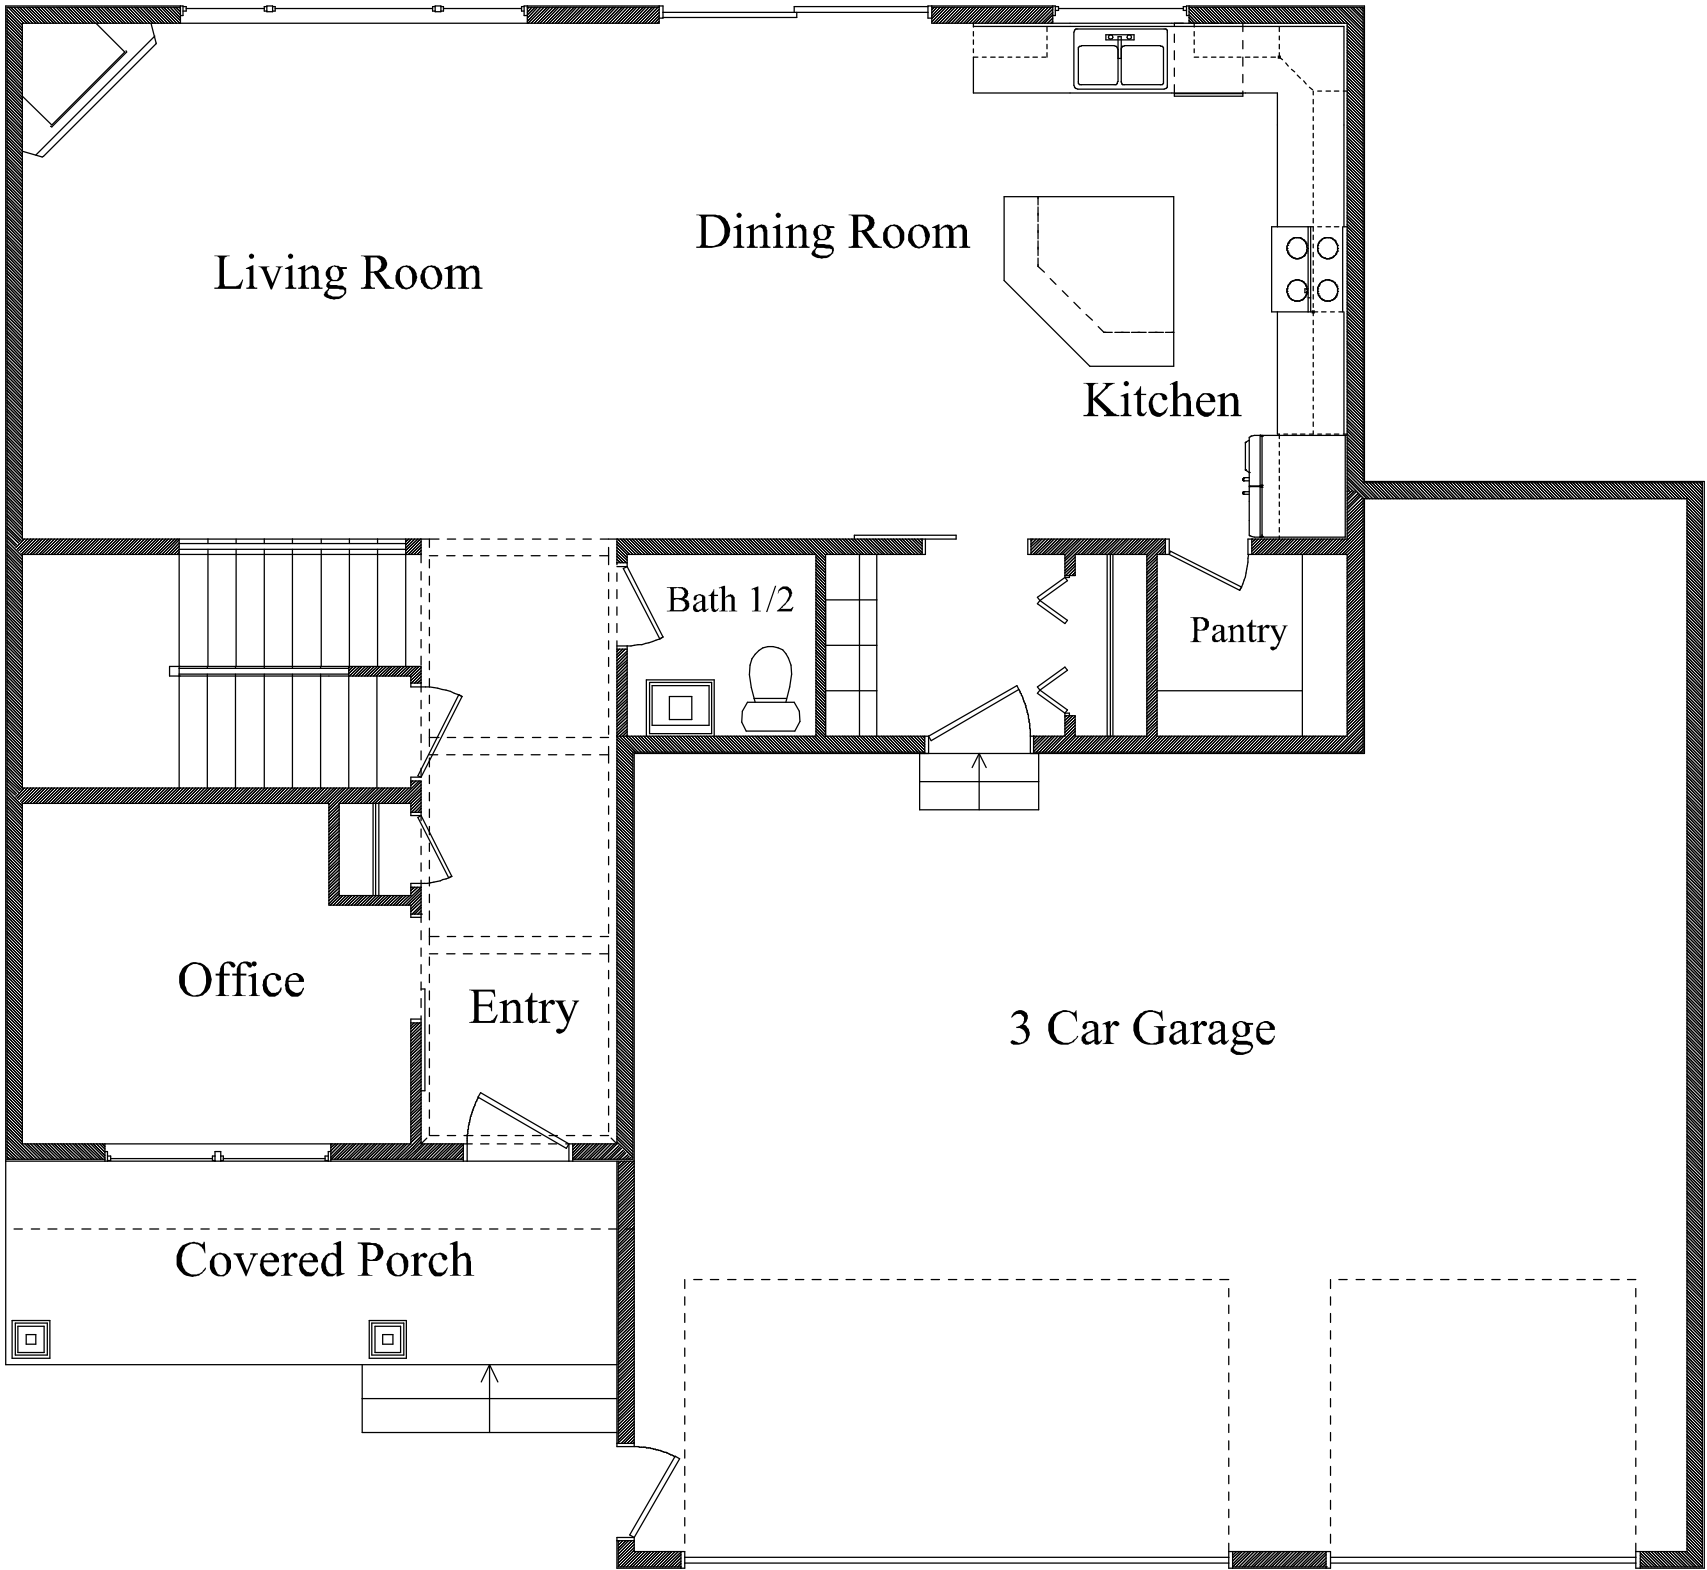 Dining Room
Living Room
Kitchen
Bath 1/2
Pantry
Office
Entry
3 Car Garage
Covered Porch